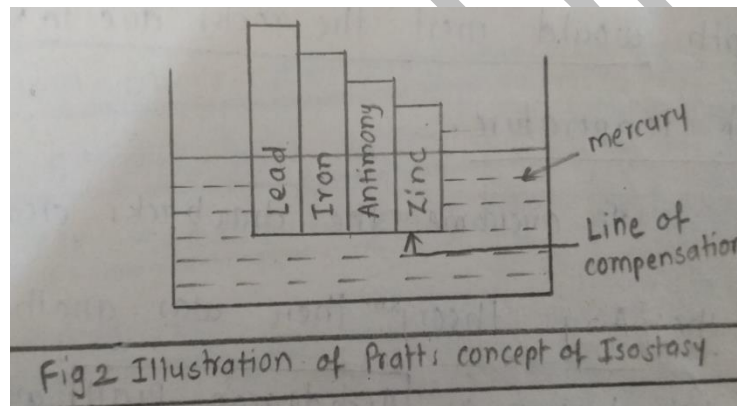 Lead
Iron
Antimony
Zinc
mercury
Line of
compensation
Fig 2 Illustration of Pratt's concept of Isostasy